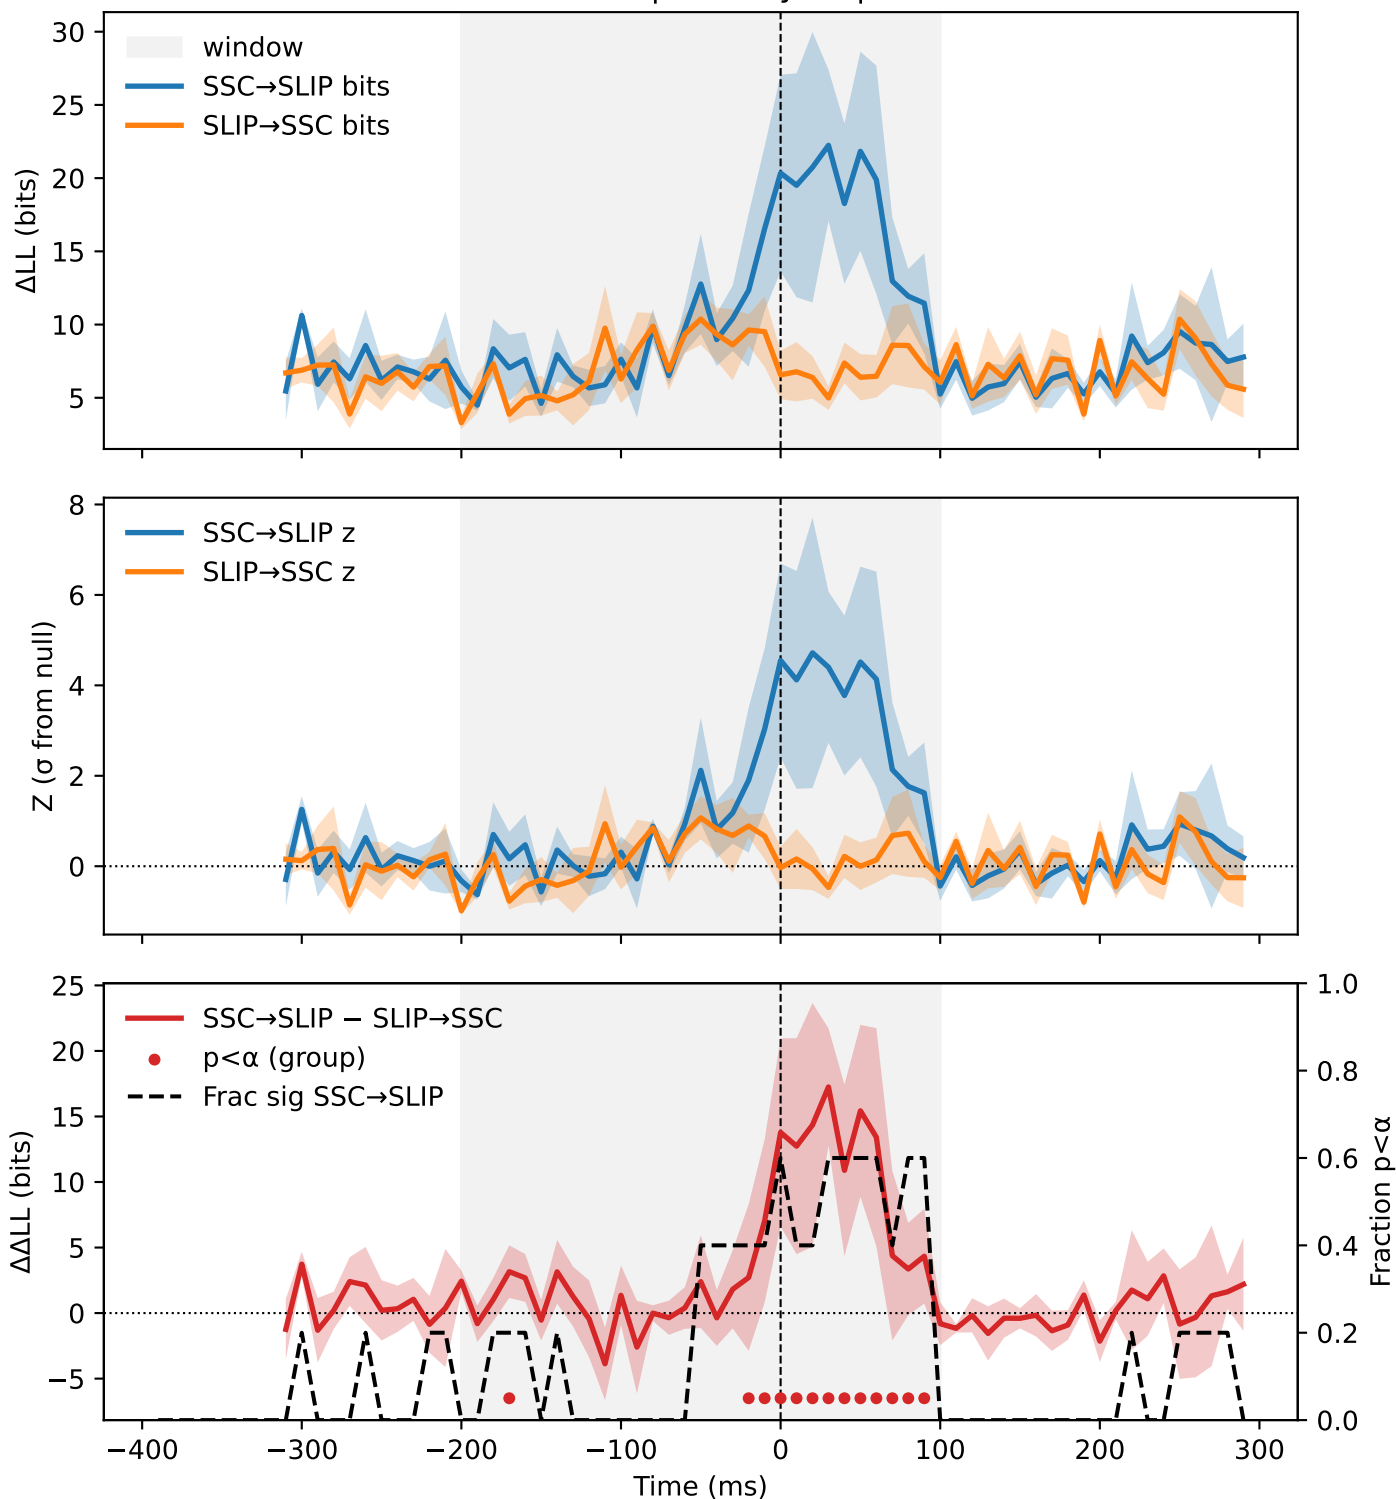 30
25
20
15
10
5
ΔLL (bits)
window
SSC→SLIP bits
SLIP→SSC bits
8
6
4
2
0
Z (σ from null)
SSC→SLIP z
SLIP→SSC z
25
20
15
10
5
0
−5
ΔΔLL (bits)
SSC→SLIP − SLIP→SSC
p<α (group)
Frac sig SSC→SLIP
1.0
0.8
0.6
0.4
0.2
0.0
Fraction p<α
−400 −300 −200 −100 0 100 200 300
Time (ms)